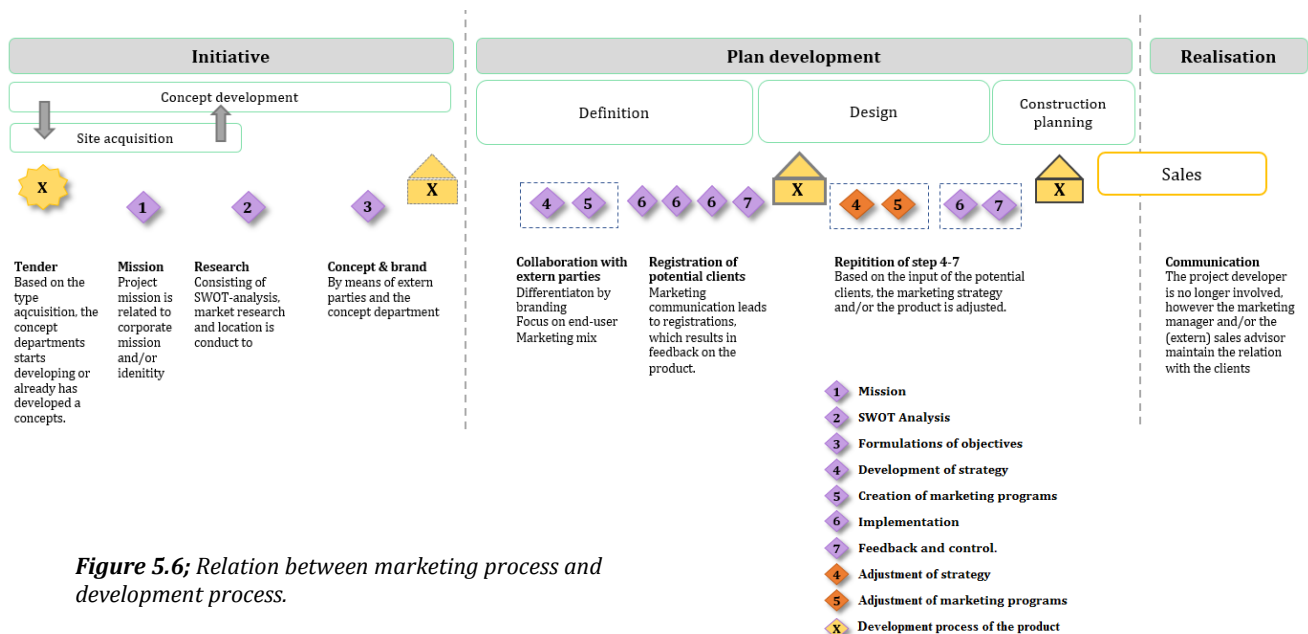 Initiative
Plan development
Realisation
Concept development
Site acquisition
Definition
Design
Construction
planning
Sales
X
1
2
3
X
4
5
6
6
6
7
X
4
5
6
7
X
Tender
Based on the
type
aqcuisition, the
concept
departments
starts
developing or
already has
developed a
concepts.
Mission
Project
mission is
related to
corporate
mission
and/or
idenitity
Research
Consisting of
SWOT-analysis,
market research
and location is
conduct to
Concept & brand
By means of extern
parties and the
concept department
Collaboration with
extern parties
Differentiaton by
branding
Focus on end-user
Marketing mix
Registration of
potential clients
Marketing
communication leads
to registrations,
which results in
feedback on the
product.
Repitition of step 4-7
Based on the input of the potential
clients, the marketing strategy
and/or the product is adjusted.
Communication
The project developer
is no longer involved,
however the marketing
manager and/or the
(extern) sales advisor
maintain the relation
with the clients
1 Mission
2 SWOT Analysis
3 Formulations of objectives
4 Development of strategy
5 Creation of marketing programs
6 Implementation
7 Feedback and control.
4 Adjustment of strategy
5 Adjustment of marketing programs
X Development process of the product
Figure 5.6; Relation between marketing process and
development process.